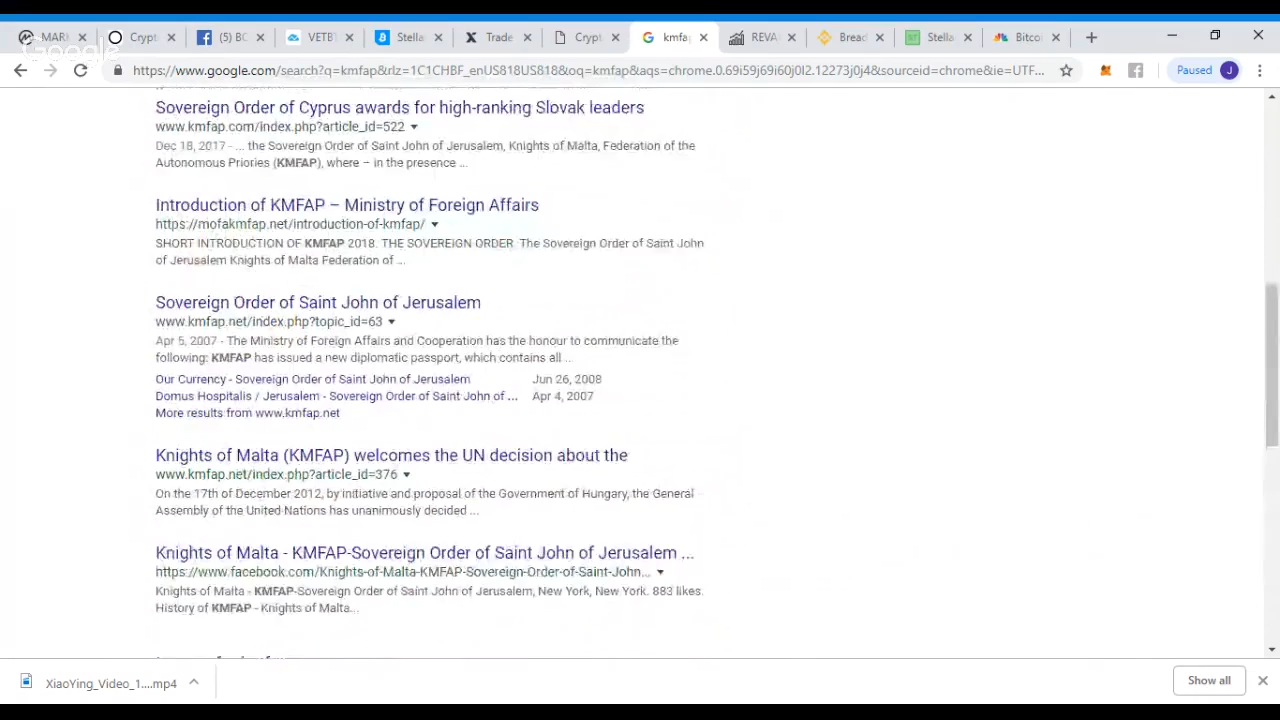 MARK
Crypto
(5) BC
VETBT
Stella
Trade
Crypt
kmfa
REVA
Bread
Stella
Bitco
Google
https://www.google.com/search?q=kmfap&rlz=1C1CHBF_enUS818US818&oq=kmfap&aqs=chrome.0.69i59j69i60j0l2.12273j0j4&sourceid=chrome&ie=UTF...
Paused J
Sovereign Order of Cyprus awards for high-ranking Slovak leaders
www.kmfap.com/index.php?article_id=522
Dec 18, 2017 - ... the Sovereign Order of Saint John of Jerusalem, Knights of Malta, Federation of the
Autonomous Priories (KMFAP), where – in the presence ...
Introduction of KMFAP – Ministry of Foreign Affairs
https://mofakmfap.net/introduction-of-kmfap/
SHORT INTRODUCTION OF KMFAP 2018. THE SOVEREIGN ORDER. The Sovereign Order of Saint John
of Jerusalem Knights of Malta Federation of ...
Sovereign Order of Saint John of Jerusalem
www.kmfap.net/index.php?topic_id=63
Apr 5, 2007 - The Ministry of Foreign Affairs and Cooperation has the honour to communicate the
following: KMFAP has issued a new diplomatic passport, which contains all ...
Our Currency - Sovereign Order of Saint John of Jerusalem Jun 26, 2008
Domus Hospitalis / Jerusalem - Sovereign Order of Saint John of ... Apr 4, 2007
More results from www.kmfap.net
Knights of Malta (KMFAP) welcomes the UN decision about the
www.kmfap.net/index.php?article_id=376
On the 17th of December 2012, by initiative and proposal of the Government of Hungary, the General
Assembly of the United Nations has unanimously decided ...
Knights of Malta - KMFAP-Sovereign Order of Saint John of Jerusalem ...
https://www.facebook.com/Knights-of-Malta-KMFAP-Sovereign-Order-of-Saint-John...
Knights of Malta - KMFAP-Sovereign Order of Saint John of Jerusalem, New York, New York. 883 likes.
History of KMFAP - Knights of Malta...
XiaoYing_Video_1....mp4
Show all